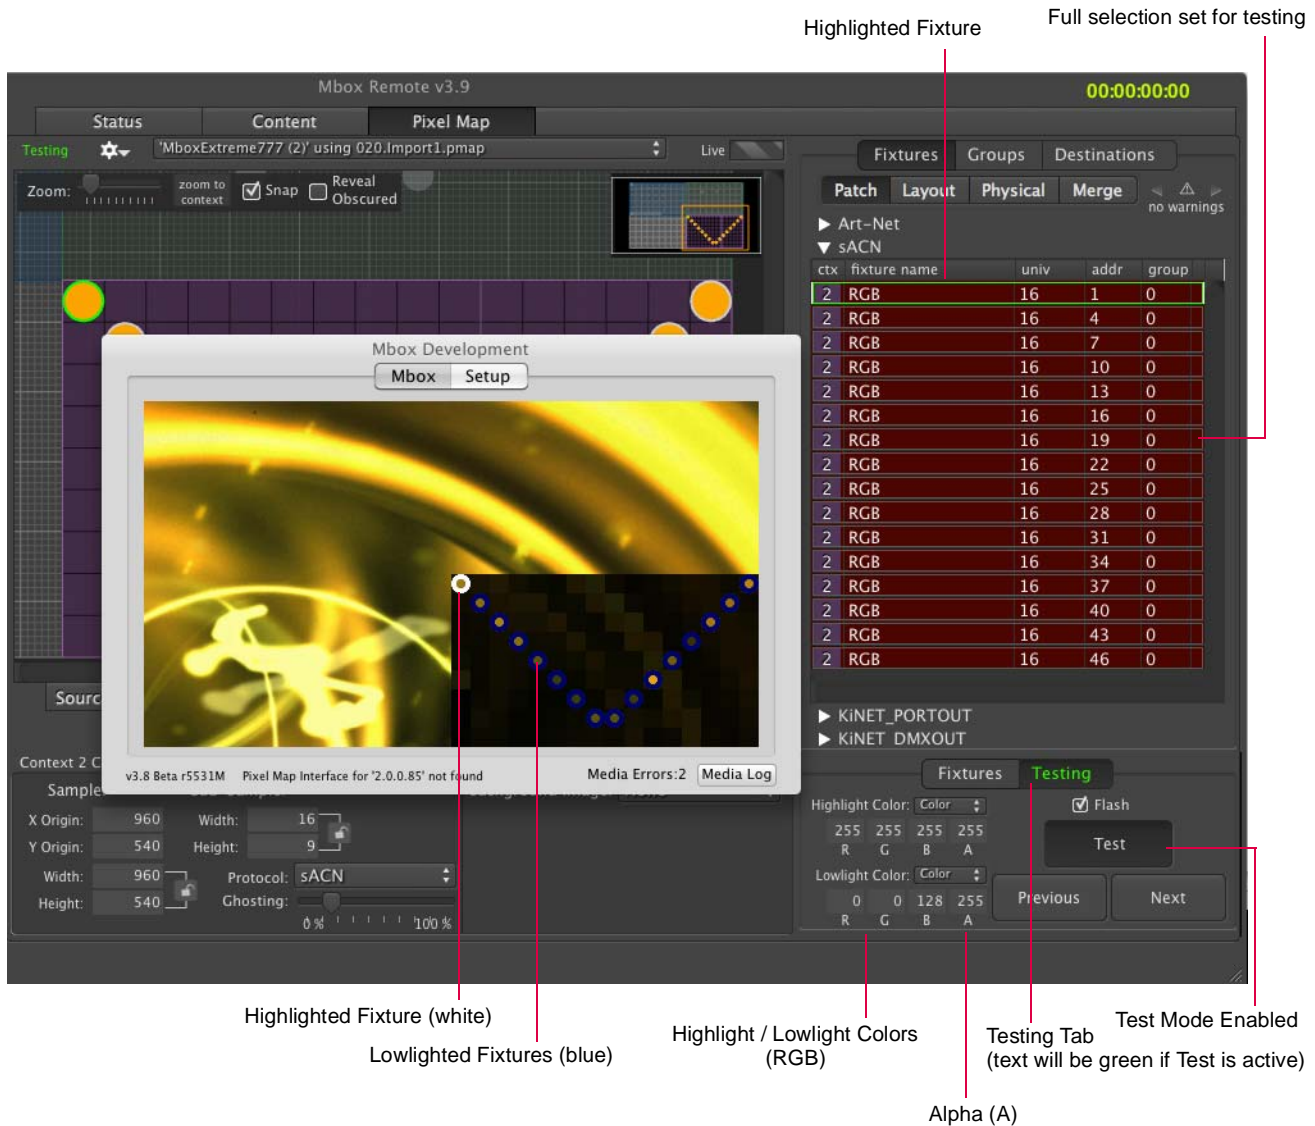 Full selection set for testing
Highlighted Fixture
Mbox Remote v3.9
00:00:00:00
Status
Content
Pixel Map
Testing
'MboxExtreme777 (2)' using 020.Import1.pmap
Live
Fixtures
Groups
Destinations
Zoom:
zoom to
context
Snap
Reveal
Obscured
Patch
Layout
Physical
Merge
no warnings
Art-Net
sACN
ctx fixture name univ addr group
2 RGB 16 1 0
2 RGB 16 4 0
2 RGB 16 7 0
2 RGB 16 10 0
2 RGB 16 13 0
2 RGB 16 16 0
2 RGB 16 19 0
2 RGB 16 22 0
2 RGB 16 25 0
2 RGB 16 28 0
2 RGB 16 31 0
2 RGB 16 34 0
2 RGB 16 37 0
2 RGB 16 40 0
2 RGB 16 43 0
2 RGB 16 46 0
KiNET_PORTOUT
KiNET DMXOUT
Mbox Development
Mbox
Setup
v3.8 Beta r5531M
Pixel Map Interface for '2.0.0.85' not found
Media Errors:2
Media Log
Sourc
Context 2 C
Sample
X Origin: 960
Y Origin: 540
Width: 960
Height: 540
Width: 16
Height: 9
Protocol: sACN
Ghosting:
0 %
100 %
Fixtures
Testing
Highlight Color: Color
Flash
255 255 255 255
R G B A
Test
Lowlight Color: Color
0 0 128 255
R G B A
Previous
Next
Highlighted Fixture (white)
Lowlighted Fixtures (blue)
Highlight / Lowlight Colors
(RGB)
Testing Tab
(text will be green if Test is active)
Test Mode Enabled
Alpha (A)